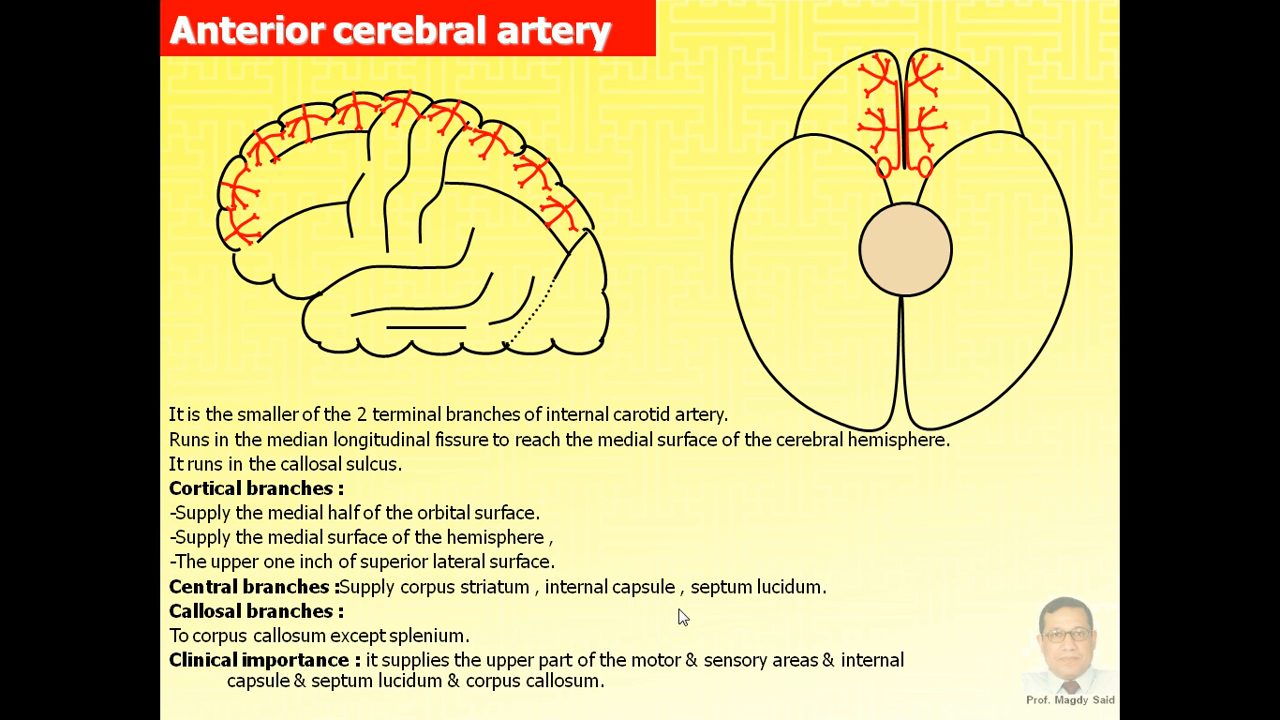 Anterior cerebral artery
It is the smaller of the 2 terminal branches of internal carotid artery.
Runs in the median longitudinal fissure to reach the medial surface of the cerebral hemisphere.
It runs in the callosal sulcus.
Cortical branches :
-Supply the medial half of the orbital surface.
-Supply the medial surface of the hemisphere ,
-The upper one inch of superior lateral surface.
Central branches :Supply corpus striatum , internal capsule , septum lucidum.
Callosal branches :
To corpus callosum except splenium.
Clinical importance : it supplies the upper part of the motor & sensory areas & internal
capsule & septum lucidum & corpus callosum.
Prof. Magdy Said